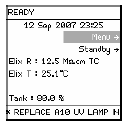 READY
12 Sep 2007 23:25
Menu →
Standby →
Elix R : 12.5 MΩ.cm TC
Elix T : 25.1°C
Tank : 80.0 %
× REPLACE A10 UV LAMP IN